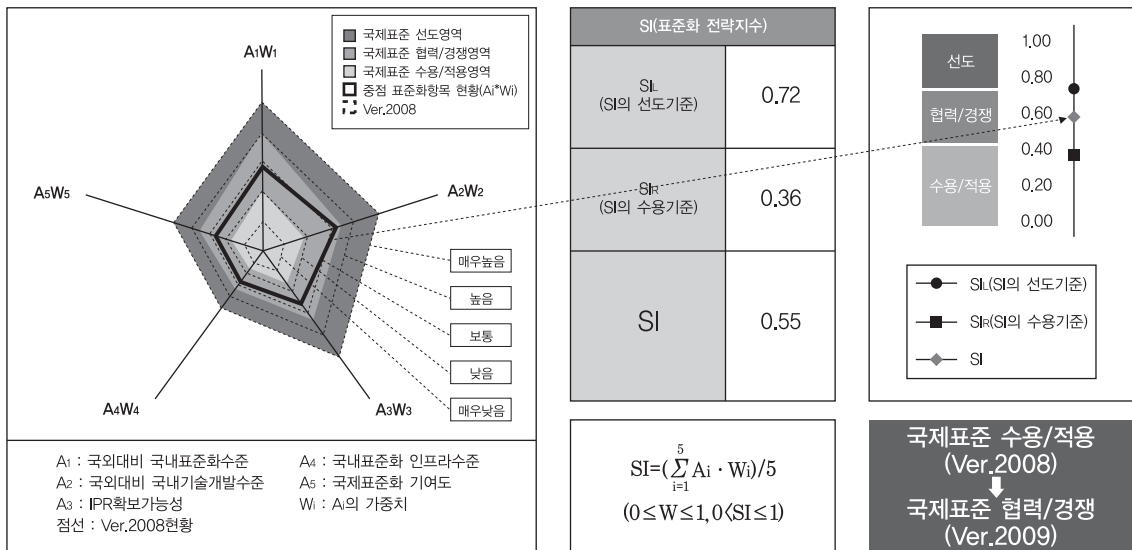 A1W1
A2W2
A3W3
A4W4
A5W5
국제표준 선도영역
국제표준 협력/경쟁영역
국제표준 수용/적용영역
중점 표준화항목 현황(Ai*Wi)
Ver.2008
매우높음
높음
보통
낮음
매우낮음
A1 : 국외대비 국내표준화수준
A2 : 국외대비 국내기술개발수준
A3 : IPR확보가능성
점선 : Ver.2008현황
A4 : 국내표준화 인프라수준
A5 : 국제표준화 기여도
Wi : Ai의 가중치
SI(표준화 전략지수)
SIL
(SI의 선도기준)
0.72
SIR
(SI의 수용기준)
0.36
SI
0.55
SI=(5∑i=1 Ai · Wi)/5
(0≤W≤1, 0<SI≤1)
선도
협력/경쟁
수용/적용
1.00
0.80
0.60
0.40
0.20
0.00
SIL(SI의 선도기준)
SIR(SI의 수용기준)
SI
국제표준 수용/적용
(Ver.2008)
국제표준 협력/경쟁
(Ver.2009)